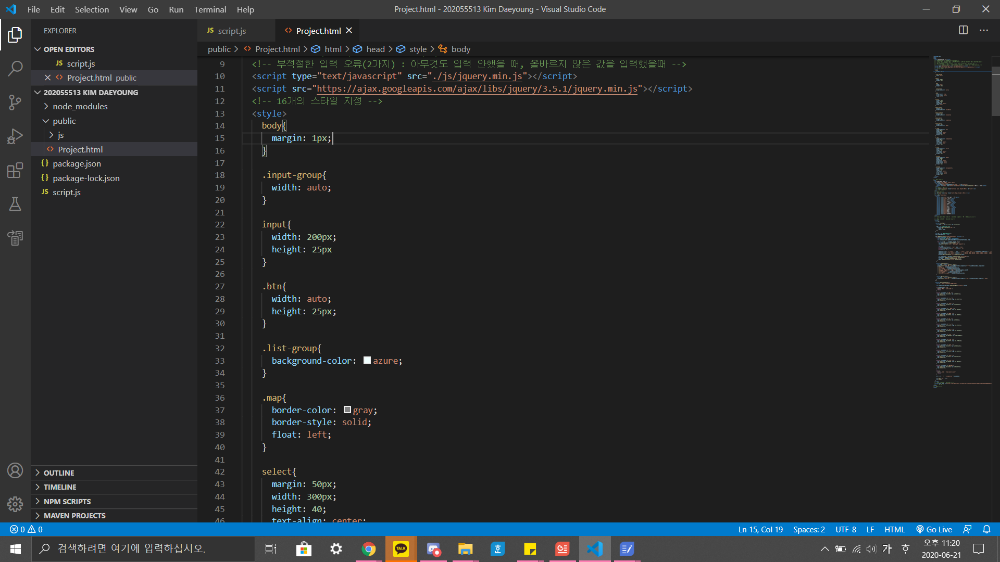 File Edit Selection View Go Run Terminal Help
Project.html - 202055513 Kim Daeyoung - Visual Studio Code
EXPLORER
OPEN EDITORS
JS script.js
Project.html public
202055513 KIM DAEYOUNG
node_modules
public
js
Project.html
{} package.json
{} package-lock.json
JS script.js
OUTLINE
TIMELINE
NPM SCRIPTS
MAVEN PROJECTS
JS script.js
Project.html
public > Project.html > html > head > style > body
9 <!-- 부적절한 입력 오류(2가지) : 아무것도 입력 안했을 때, 올바르지 않은 값을 입력했을때 -->
10 <script type="text/javascript" src="./js/jquery.min.js"></script>
11 <script src="https://ajax.googleapis.com/ajax/libs/jquery/3.5.1/jquery.min.js"></script>
12 <!-- 16개의 스타일 지정 -->
13 <style>
14 body{
15 margin: 1px;
16 }
17
18 .input-group{
19 width: auto;
20 }
21
22 input{
23 width: 200px;
24 height: 25px
25 }
26
27 .btn{
28 width: auto;
29 height: 25px;
30 }
31
32 .list-group{
33 background-color: azure;
34 }
35
36 .map{
37 border-color: gray;
38 border-style: solid;
39 float: left;
40 }
41
42 select{
43 margin: 50px;
44 width: 300px;
45 height: 40;
46 text-align: center;
0 0
Ln 15, Col 19 Spaces: 2 UTF-8 LF HTML Go Live
검색하려면 여기에 입력하십시오.
TALK
가
오후 11:20
2020-06-21